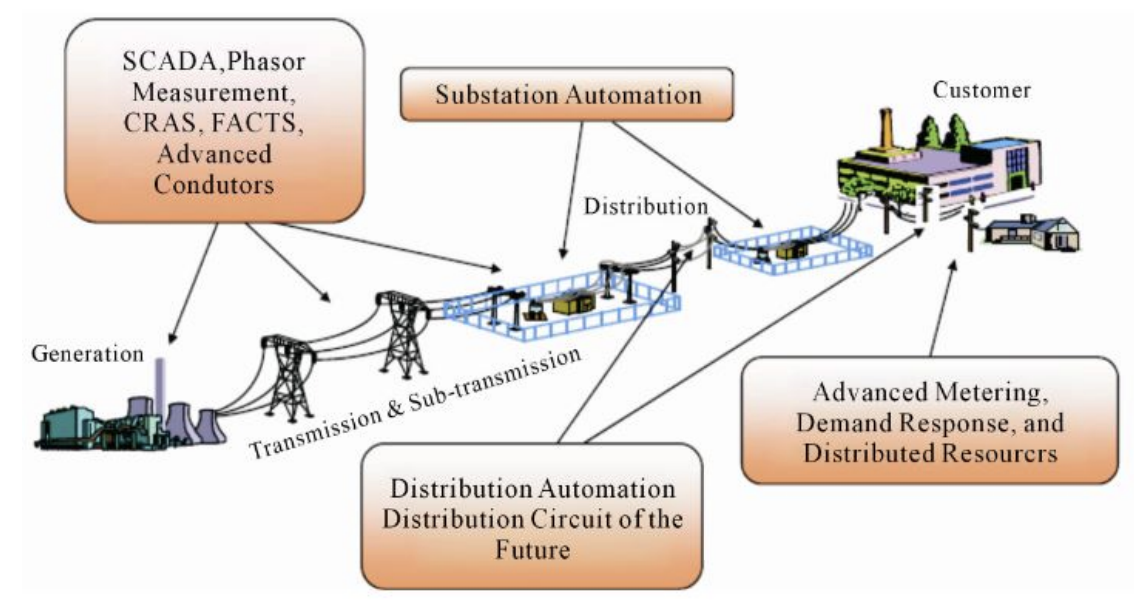 SCADA,Phasor
Measurement,
CRAS, FACTS,
Advanced
Condutors
Substation Automation
Customer
Distribution
Generation
Transmission & Sub-transmission
Advanced Metering,
Demand Response, and
Distributed Resourcrs
Distribution Automation
Distribution Circuit of the
Future